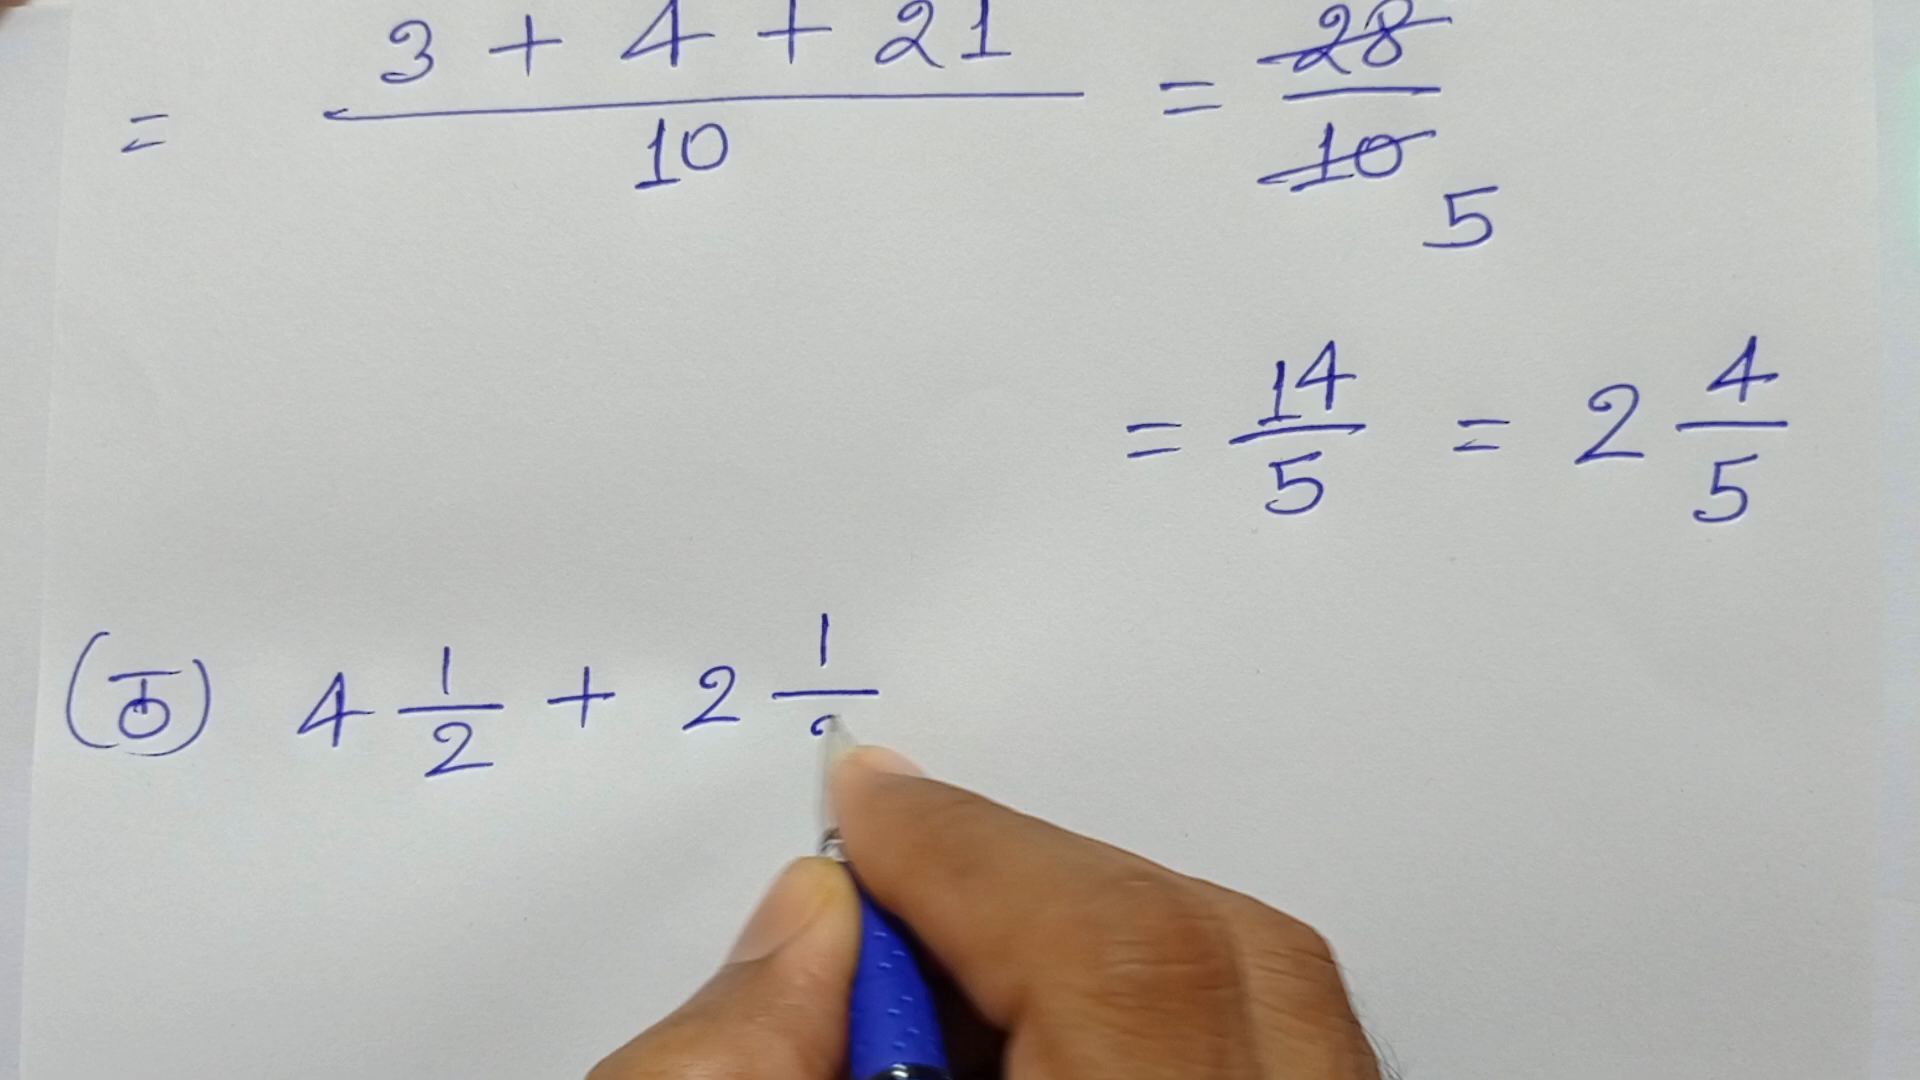 = 3 + 4 + 21 / 10 = 28 / 10 5
= 14 / 5 = 2 4/5
4 1/2 + 2 1/